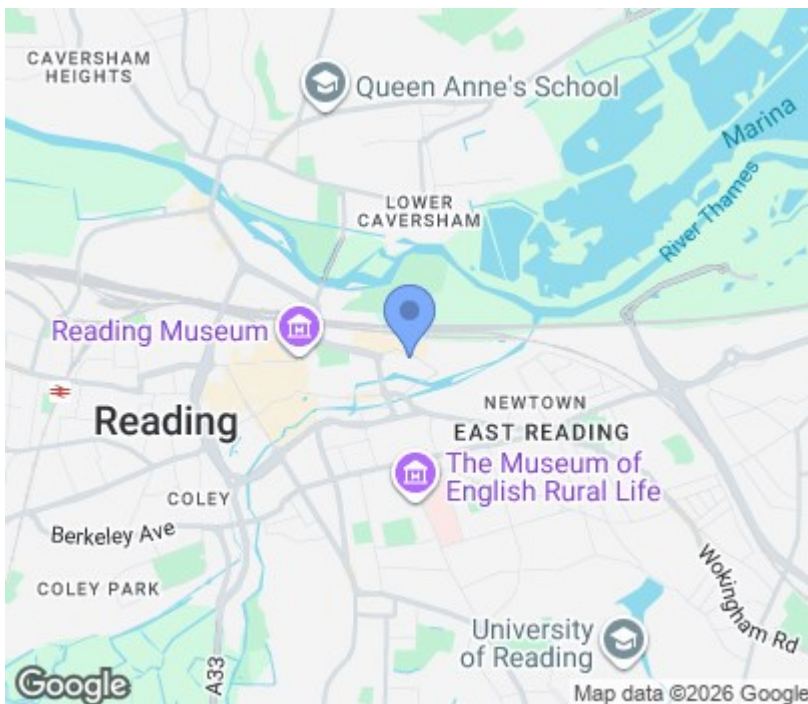 CAVERSHAM
HEIGHTS
Queen Anne's School
Marina
LOWER
CAVERSHAM
River Thames
Reading Museum
Reading
NEWTOWN
EAST READING
The Museum of
English Rural Life
COLEY
Berkeley Ave
Wokingham Rd
COLEY PARK
University
of Reading
A33
Google
Map data ©2026 Google